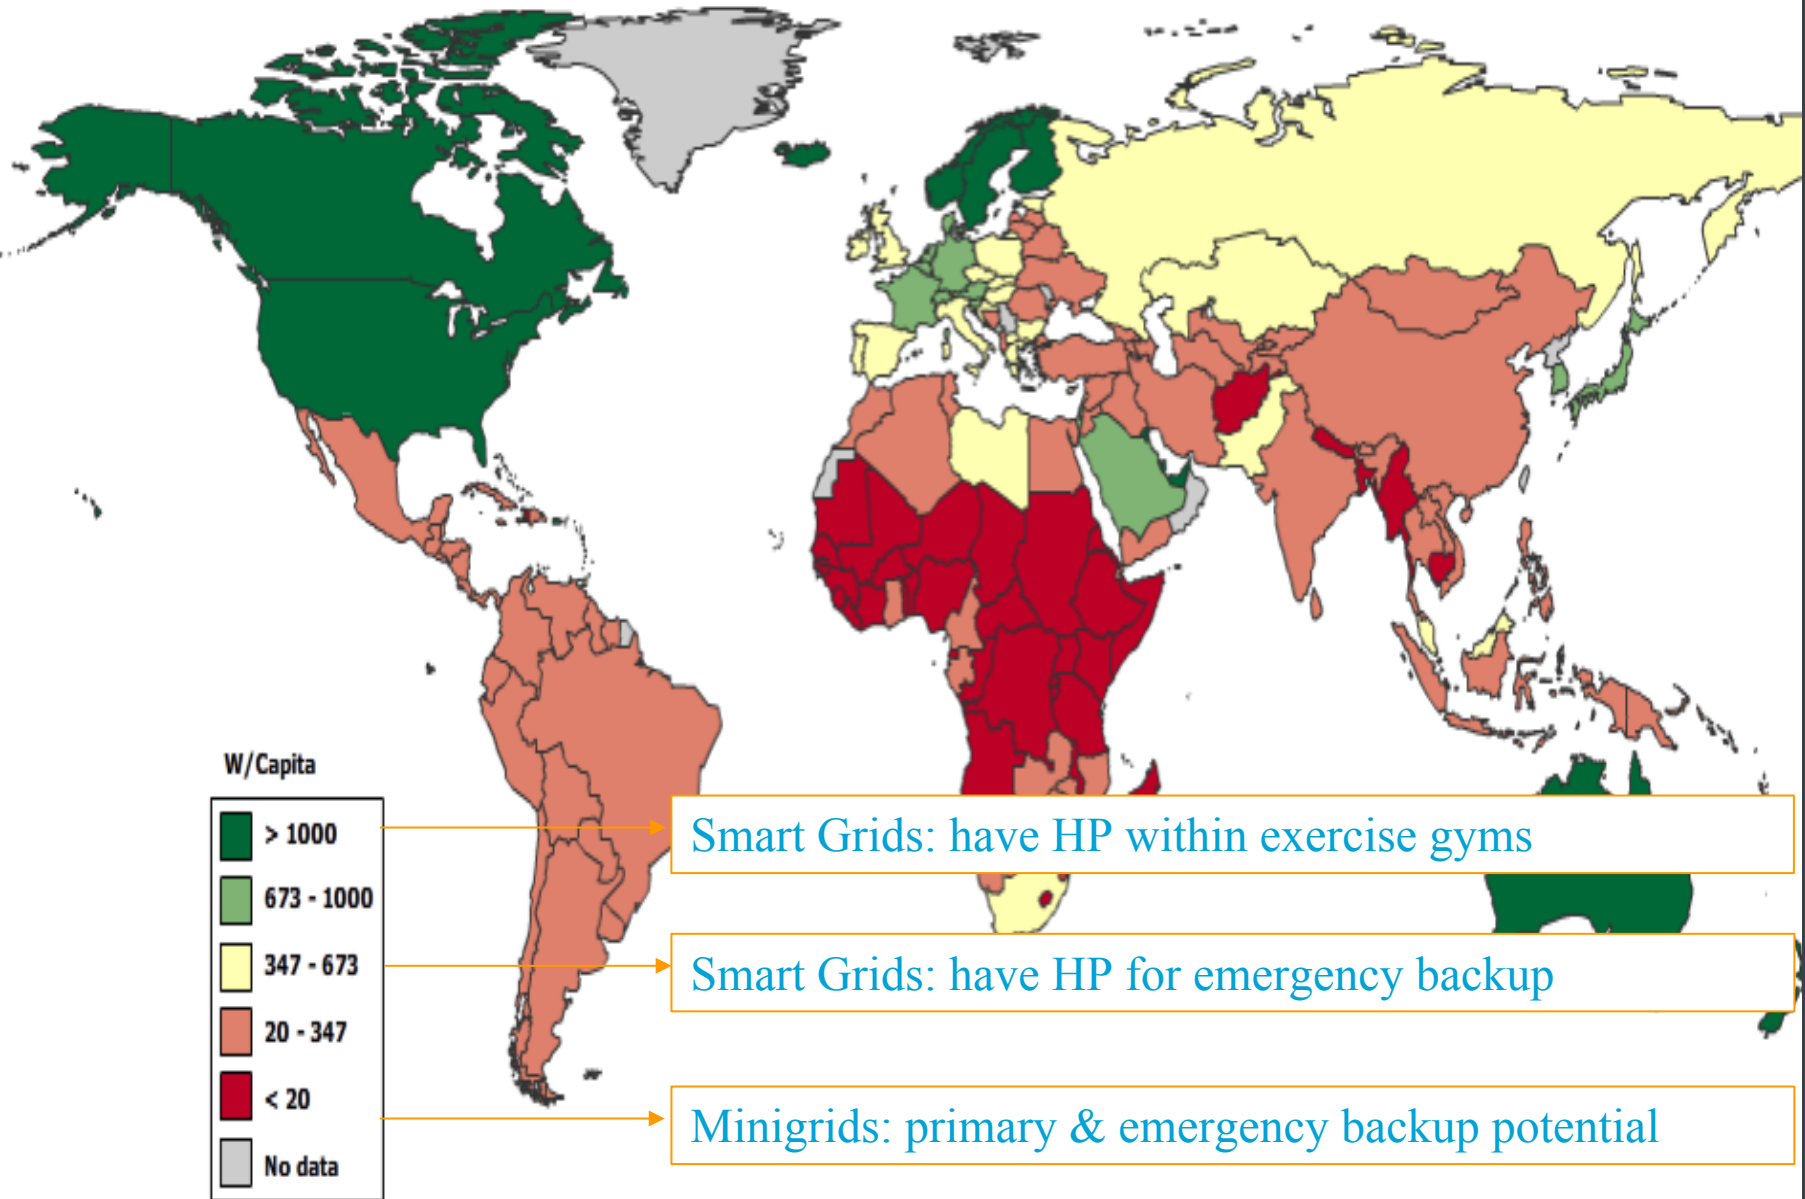 W/Capita
> 1000
673 - 1000
347 - 673
20 - 347
< 20
No data
Smart Grids: have HP within exercise gyms
Smart Grids: have HP for emergency backup
Minigrids: primary & emergency backup potential